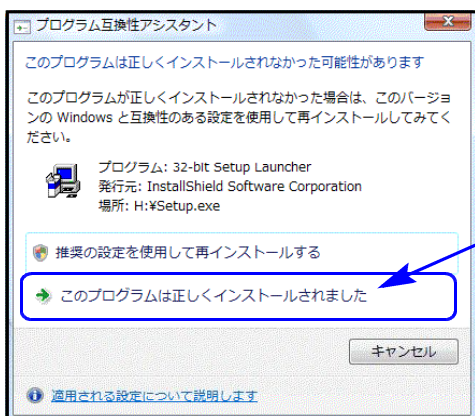 プログラム互換性アシスタント
このプログラムは正しくインストールされなかった可能性があります
このプログラムが正しくインストールされなかった場合は、このバージョ
ンの Windows と互換性のある設定を使用して再インストールしてみてく
ださい。
プログラム: 32-bit Setup Launcher
発行元: InstallShield Software Corporation
場所: H:¥Setup.exe
推奨の設定を使用して再インストールする
このプログラムは正しくインストールされました
キャンセル
適用される設定について説明します